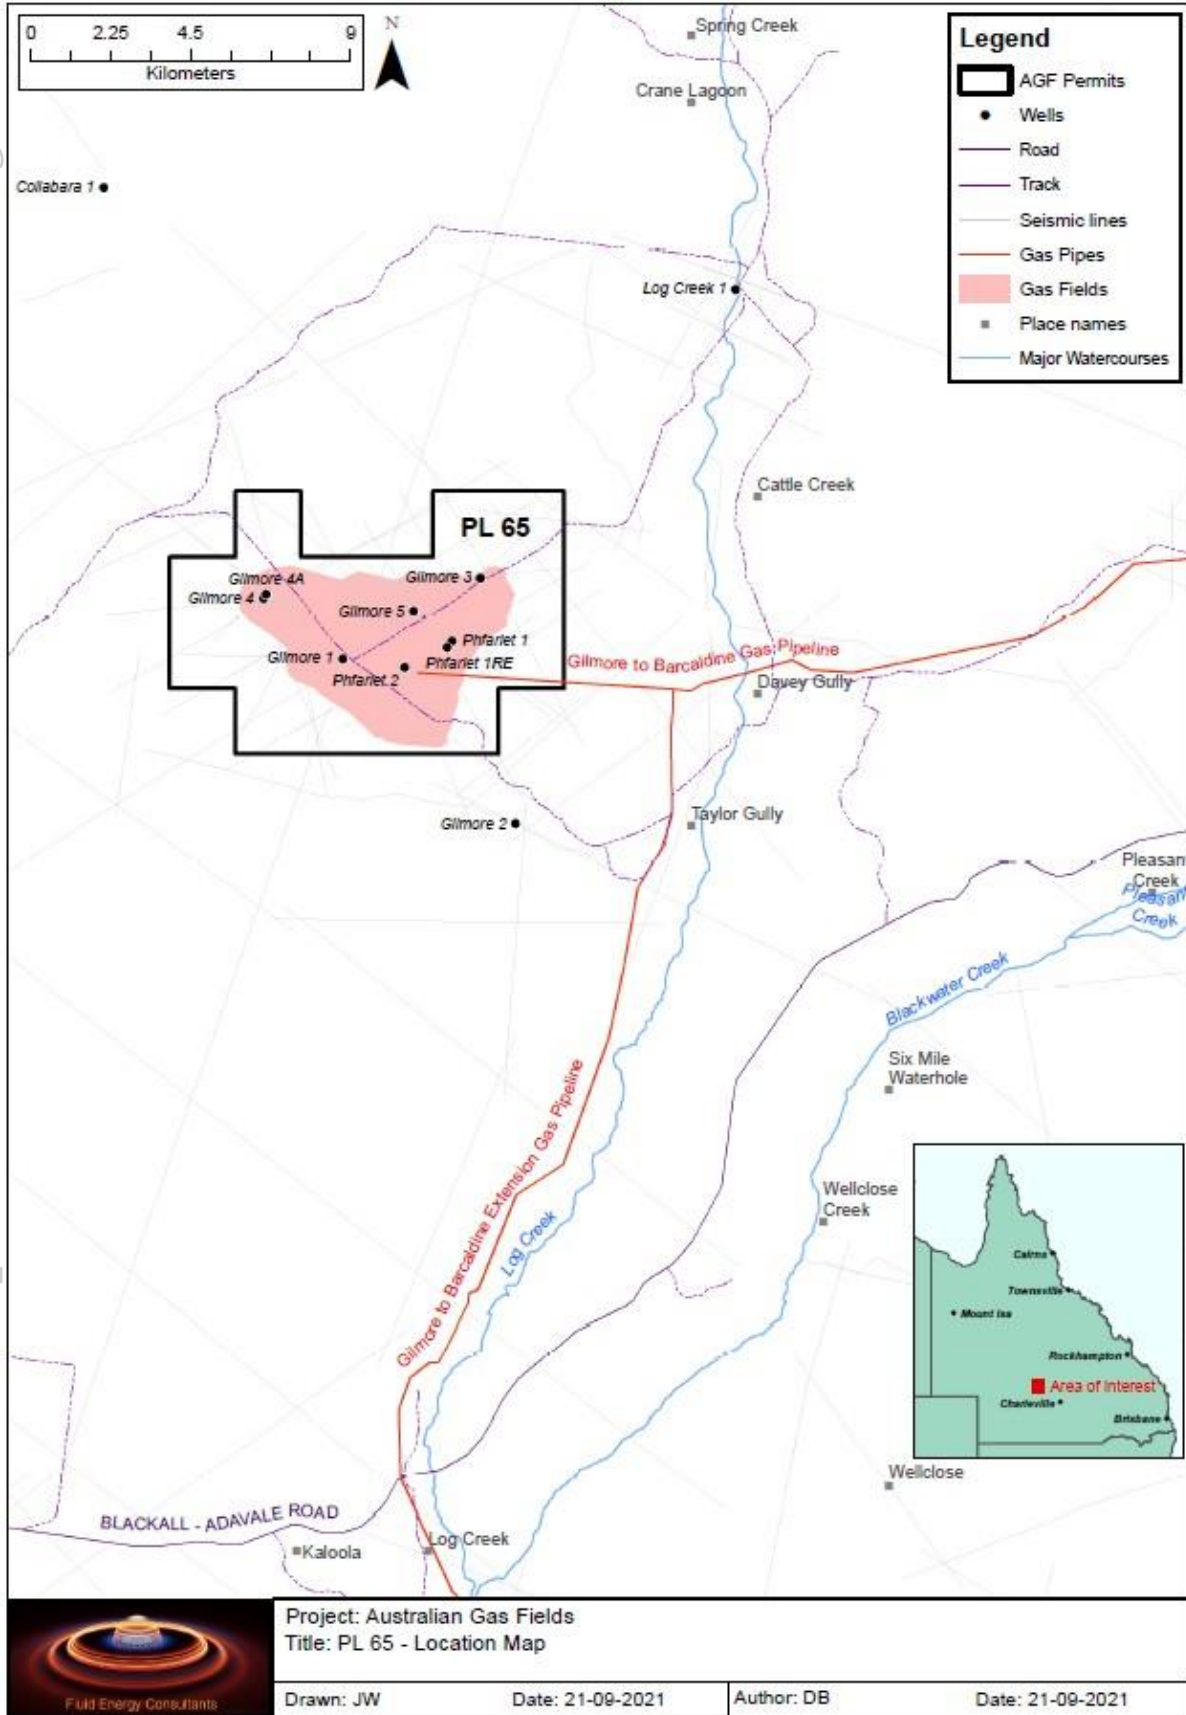 0 2.25 4.5 9
Kilometers
N
Spring Creek
Crane Lagoon
Collabara 1
Log Creek 1
Legend
AGF Permits
Wells
Road
Track
Seismic lines
Gas Pipes
Gas Fields
Place names
Major Watercourses
Cattle Creek
PL 65
Gilmore 4A
Gilmore 4
Gilmore 3
Gilmore 5
Gilmore 1
Phfarlet 1
Phfarlet 1RE
Phfarlet 2
Gilmore to Barcaldine Gas Pipeline
Davey Gully
Gilmore 2
Taylor Gully
Pleasant
Creek
Pleasant
Creek
Blackwater Creek
Six Mile
Waterhole
Gilmore to Barcaldine Extension Gas Pipeline
Log Creek
Wellclose
Creek
Cairns
Townsville
Mount Isa
Rockhampton
Area of Interest
Charleville
Brisbane
Wellclose
BLACKALL - ADAVALE ROAD
Kaloola
Log Creek
Fluid Energy Consultants
Project: Australian Gas Fields
Title: PL 65 - Location Map
Drawn: JW Date: 21-09-2021 Author: DB Date: 21-09-2021